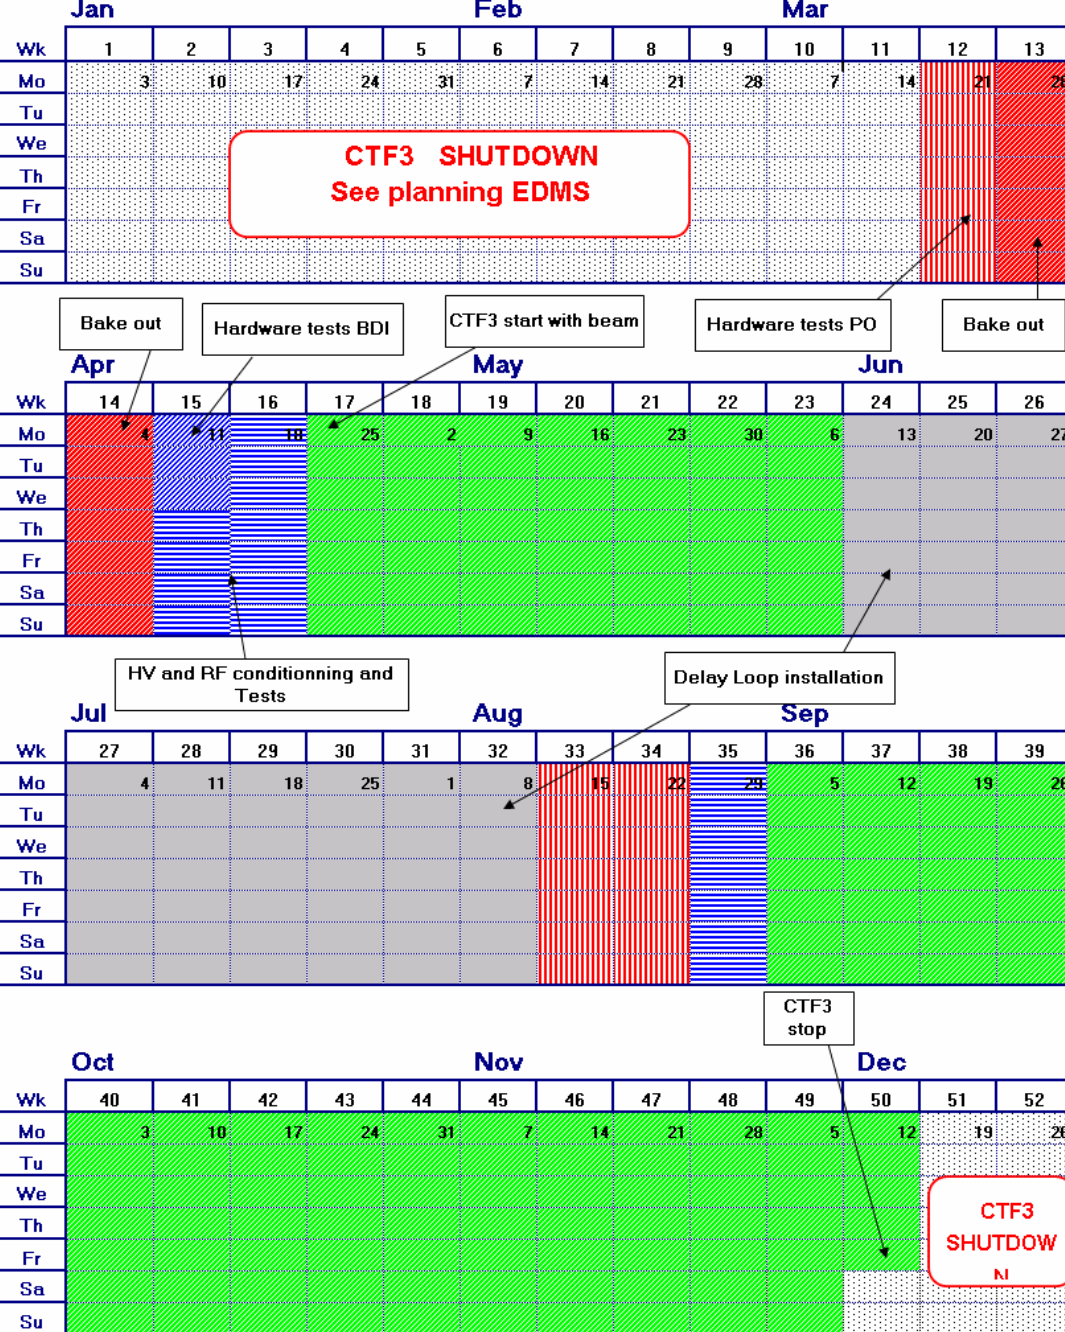 Jan Feb Mar
Wk 1 2 3 4 5 6 7 8 9 10 11 12 13
Mo 3 10 17 24 31 7 14 21 28 7 14 21 28
Tu
We
Th
Fr
Sa
Su
CTF3 SHUTDOWN
See planning EDMS
Bake out
Hardware tests BDI
CTF3 start with beam
Hardware tests PO
Bake out
Apr May Jun
Wk 14 15 16 17 18 19 20 21 22 23 24 25 26
Mo 4 11 18 25 2 9 16 23 30 6 13 20 27
Tu
We
Th
Fr
Sa
Su
HV and RF conditionning and
Tests
Delay Loop installation
Jul Aug Sep
Wk 27 28 29 30 31 32 33 34 35 36 37 38 39
Mo 4 11 18 25 1 8 15 22 29 5 12 19 26
Tu
We
Th
Fr
Sa
Su
CTF3
stop
Oct Nov Dec
Wk 40 41 42 43 44 45 46 47 48 49 50 51 52
Mo 3 10 17 24 31 7 14 21 28 5 12 19 26
Tu
We
Th
Fr
Sa
Su
CTF3
SHUTDOW
N